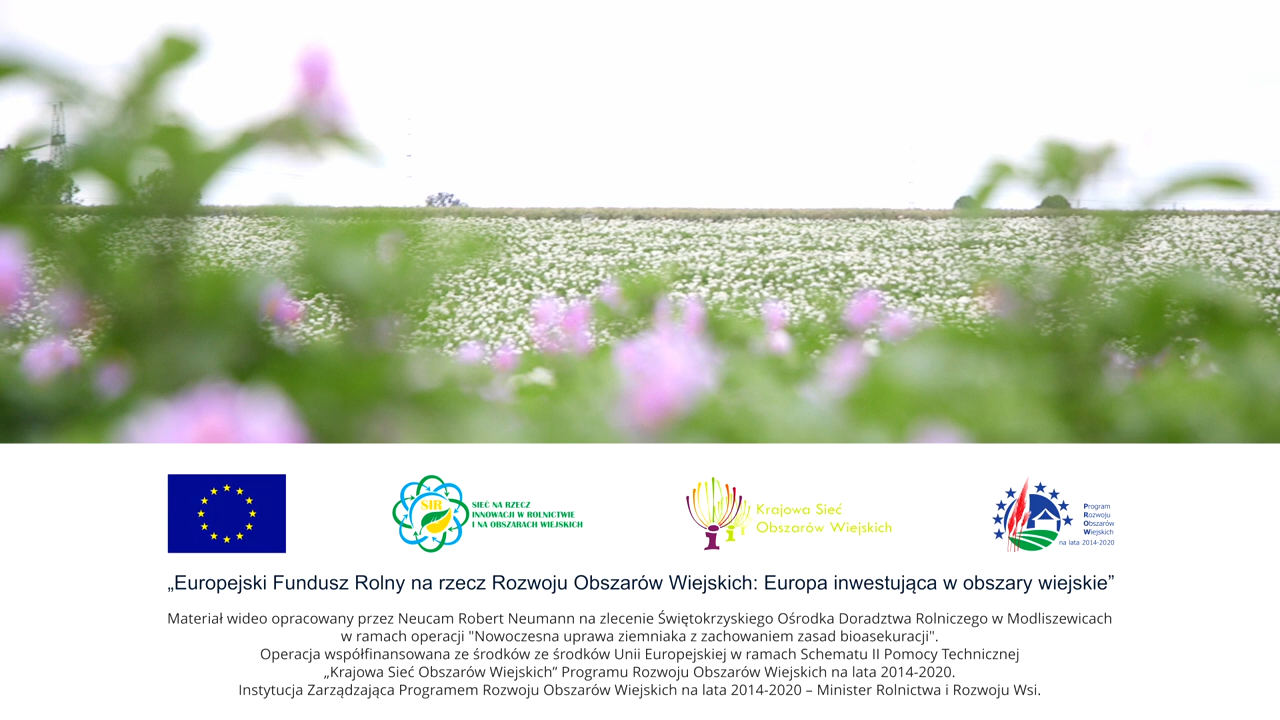 SIR
SIEĆ NA RZECZ
INNOWACJI W ROLNICTWIE
I NA OBSZARACH WIEJSKICH
Krajowa Sieć
Obszarów Wiejskich
Program
Rozwoju
Obszarów
Wiejskich
na lata 2014-2020
„Europejski Fundusz Rolny na rzecz Rozwoju Obszarów Wiejskich: Europa inwestująca w obszary wiejskie”
Materiał wideo opracowany przez Neucam Robert Neumann na zlecenie Świętokrzyskiego Ośrodka Doradztwa Rolniczego w Modliszewicach
w ramach operacji "Nowoczesna uprawa ziemniaka z zachowaniem zasad bioasekuracji".
Operacja współfinansowana ze środków ze środków Unii Europejskiej w ramach Schematu II Pomocy Technicznej
„Krajowa Sieć Obszarów Wiejskich” Programu Rozwoju Obszarów Wiejskich na lata 2014-2020.
Instytucja Zarządzająca Programem Rozwoju Obszarów Wiejskich na lata 2014-2020 – Minister Rolnictwa i Rozwoju Wsi.